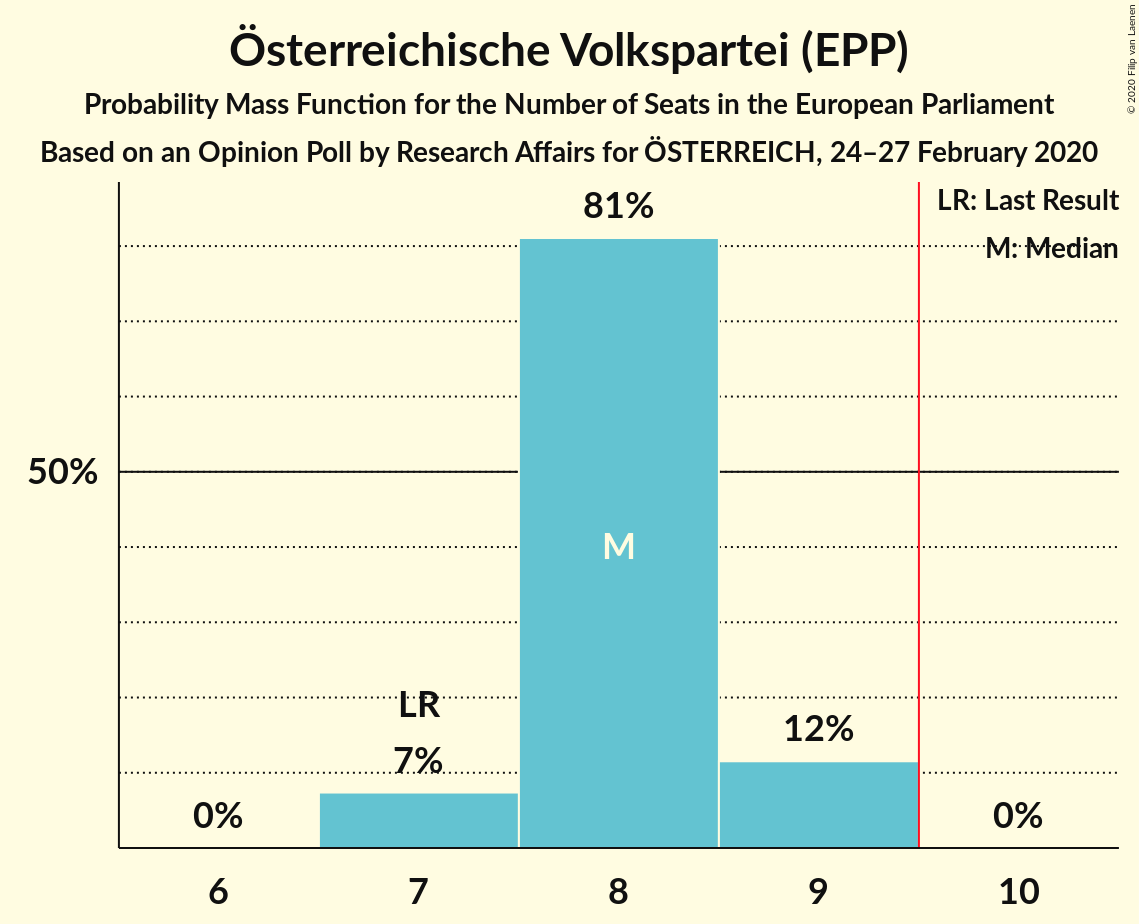 Österreichische Volkspartei (EPP)
Probability Mass Function for the Number of Seats in the European Parliament
Based on an Opinion Poll by Research Affairs for ÖSTERREICH, 24–27 February 2020
© 2020 Filip van Laenen
LR: Last Result
M: Median
81%
50%
M
LR
7%
12%
0%
0%
6
7
8
9
10